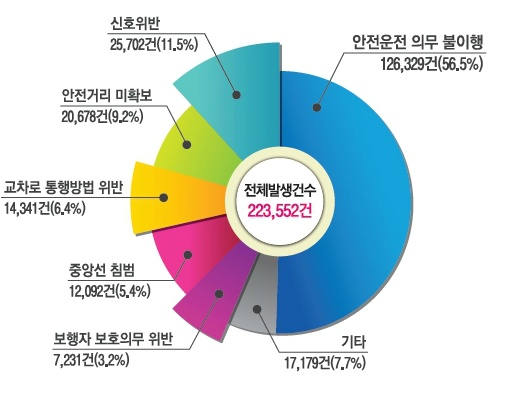 신호위반
25,702건(11.5%)
안전운전 의무 불이행
126,329건(56.5%)
안전거리 미확보
20,678건(9.2%)
교차로 통행방법 위반
14,341건(6.4%)
전체발생건수
223,552건
중앙선 침범
12,092건(5.4%)
보행자 보호의무 위반
7,231건(3.2%)
기타
17,179건(7.7%)